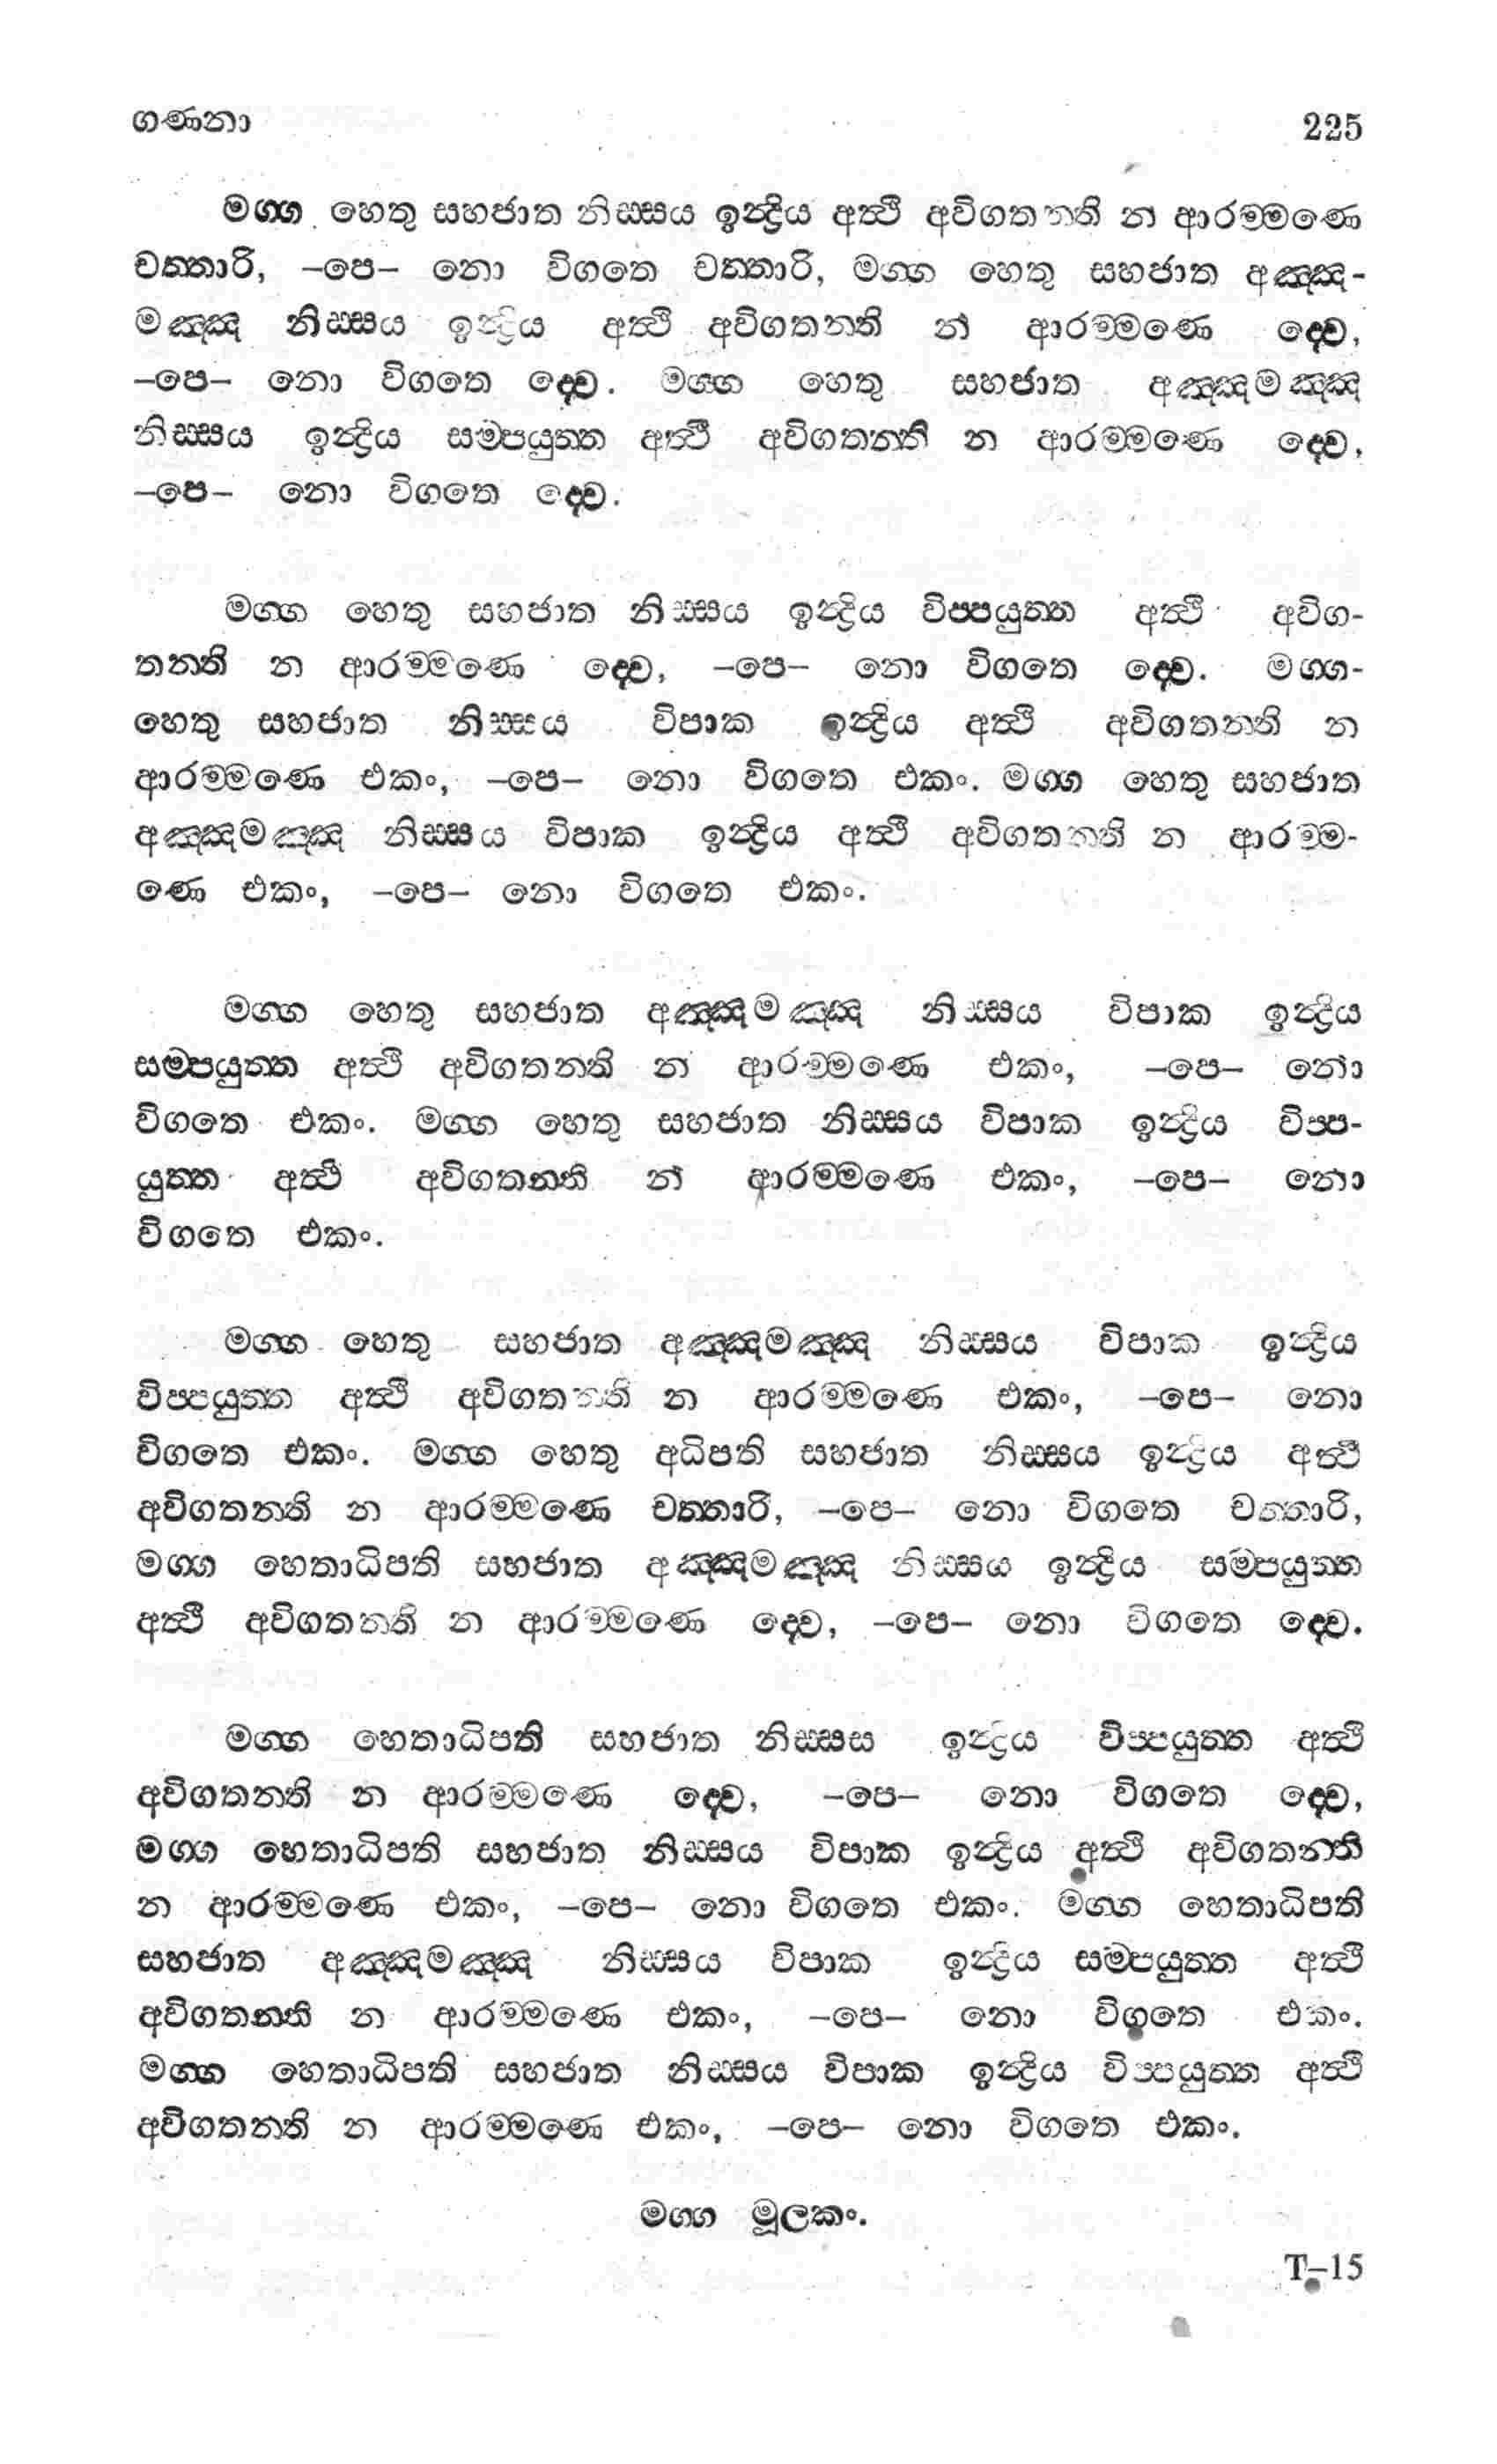 ගණනා 225
මග්ග හෙතු සහජාත නිස්සය ඉන්ද්‍රිය අත්ථි අවිගතන්ති න ආරම්මණෙ
චත්තාරි, –පෙ– නො විගතෙ චත්තාරි, මග්ග හෙතු සහජාත අඤ්ඤ-
මඤ්ඤ නිස්සය ඉන්ද්‍රිය අත්ථි අවිගතන්ති න ආරම්මණෙ ද්වෙ,
–පෙ– නො විගතෙ ද්වෙ. මග්ග හෙතු සහජාත අඤ්ඤමඤ්ඤ
නිස්සය ඉන්ද්‍රිය සම්පයුත්ත අත්ථි අවිගතන්ති න ආරම්මණෙ ද්වෙ,
–පෙ– නො විගතෙ ද්වෙ.
මග්ග හෙතු සහජාත නිස්සය ඉන්ද්‍රිය විප්පයුත්ත අත්ථි අවිග-
තන්ති න ආරම්මණෙ ද්වෙ, –පෙ– නො විගතෙ ද්වෙ. මග්ග-
හෙතු සහජාත නිස්සය විපාක ඉන්ද්‍රිය අත්ථි අවිගතන්ති න
ආරම්මණෙ එකං, –පෙ– නො විගතෙ එකං. මග්ග හෙතු සහජාත
අඤ්ඤමඤ්ඤ නිස්සය විපාක ඉන්ද්‍රිය අත්ථි අවිගතන්ති න ආරම්ම-
ණෙ එකං, –පෙ– නො විගතෙ එකං.
මග්ග හෙතු සහජාත අඤ්ඤමඤ්ඤ නිස්සය විපාක ඉන්ද්‍රිය
සම්පයුත්ත අත්ථි අවිගතන්ති න ආරම්මණෙ එකං, –පෙ– නො
විගතෙ එකං. මග්ග හෙතු සහජාත නිස්සය විපාක ඉන්ද්‍රිය විප්ප-
යුත්ත අත්ථි අවිගතන්ති න ආරම්මණෙ එකං, –පෙ– නො
විගතෙ එකං.
මග්ග හෙතු සහජාත අඤ්ඤමඤ්ඤ නිස්සය විපාක ඉන්ද්‍රිය
විප්පයුත්ත අත්ථි අවිගතන්ති න ආරම්මණෙ එකං, –පෙ– නො
විගතෙ එකං. මග්ග හෙතු අධිපති සහජාත නිස්සය ඉන්ද්‍රිය අත්ථි
අවිගතන්ති න ආරම්මණෙ චත්තාරි, –පෙ– නො විගතෙ චත්තාරි,
මග්ග හෙතාධිපති සහජාත අඤ්ඤමඤ්ඤ නිස්සය ඉන්ද්‍රිය සම්පයුත්ත
අත්ථි අවිගතන්ති න ආරම්මණෙ ද්වෙ, –පෙ– නො විගතෙ ද්වෙ.
මග්ග හෙතාධිපති සහජාත නිස්සස ඉන්ද්‍රිය විප්පයුත්ත අත්ථි
අවිගතන්ති න ආරම්මණෙ ද්වෙ, –පෙ– නො විගතෙ ද්වෙ,
මග්ග හෙතාධිපති සහජාත නිස්සය විපාක ඉන්ද්‍රිය අත්ථි අවිගතන්ති
න ආරම්මණෙ එකං, –පෙ– නො විගතෙ එකං. මග්ග හෙතාධිපති
සහජාත අඤ්ඤමඤ්ඤ නිස්සය විපාක ඉන්ද්‍රිය සම්පයුත්ත අත්ථි
අවිගතන්ති න ආරම්මණෙ එකං, –පෙ– නො විගතෙ එකං.
මග්ග හෙතාධිපති සහජාත නිස්සය විපාක ඉන්ද්‍රිය විප්පයුත්ත අත්ථි
අවිගතන්ති න ආරම්මණෙ එකං, –පෙ– නො විගතෙ එකං.
මග්ග මූලකං.
T–15